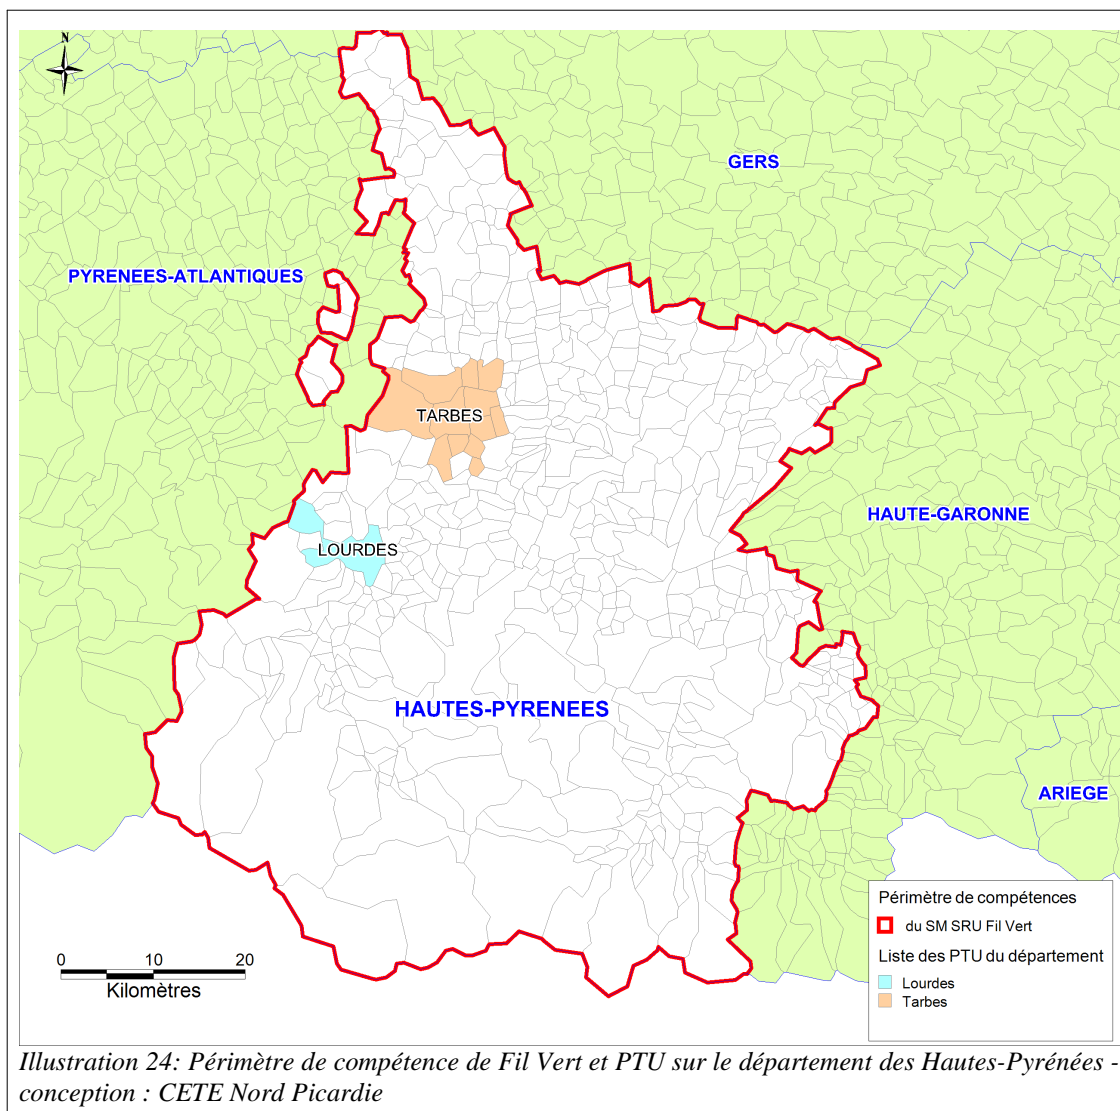 N
GERS
PYRENEES-ATLANTIQUES
TARBES
HAUTE-GARONNE
LOURDES
HAUTES-PYRENEES
ARIEGE
Périmètre de compétences
du SM SRU Fil Vert
Liste des PTU du département
Lourdes
Tarbes
0 10 20
Kilomètres
Illustration 24: Périmètre de compétence de Fil Vert et PTU sur le département des Hautes-Pyrénées -
conception : CETE Nord Picardie